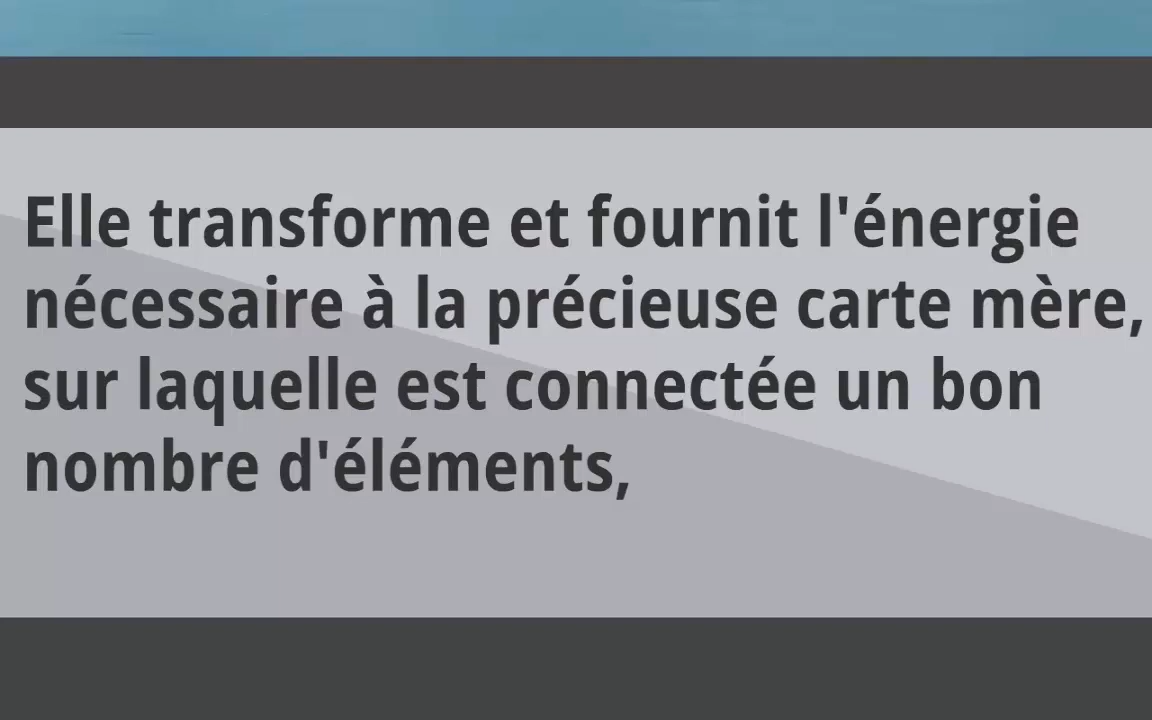 Elle transforme et fournit l'énergie
nécessaire à la précieuse carte mère,
sur laquelle est connectée un bon
nombre d'éléments,